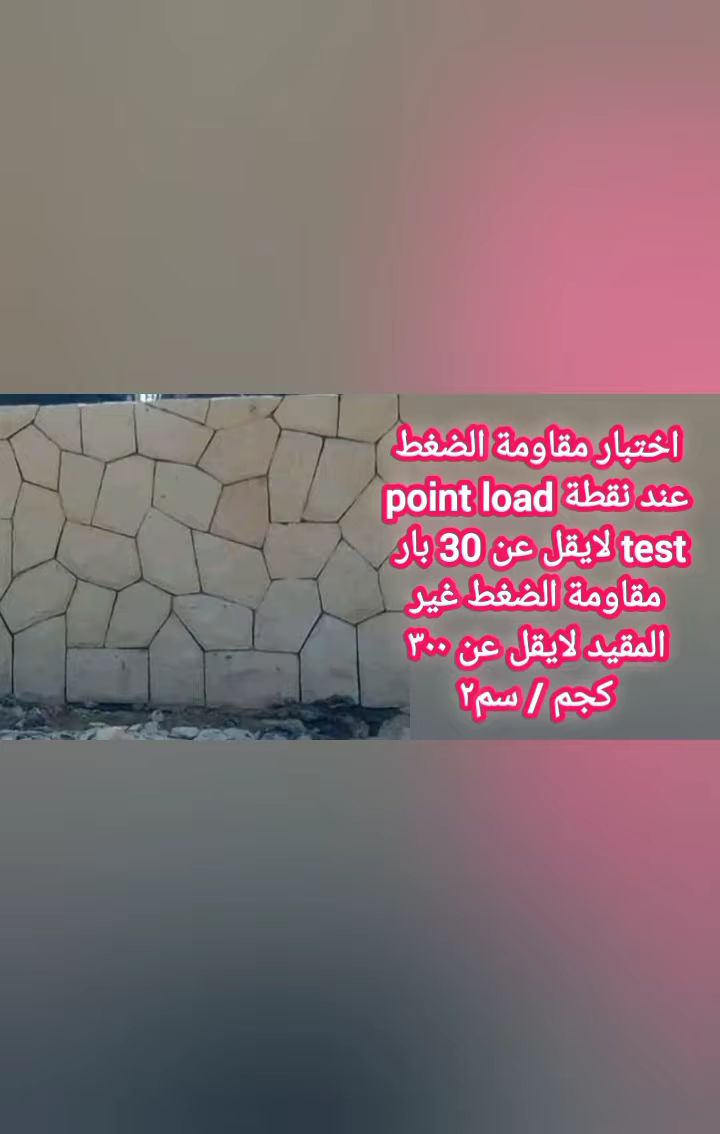 اختبار مقاومة الضغط
عند نقطة point load
test لايقل عن 30 بار
مقاومة الضغط غير
المقيد لايقل عن ٣٠٠
كجم / سم٢